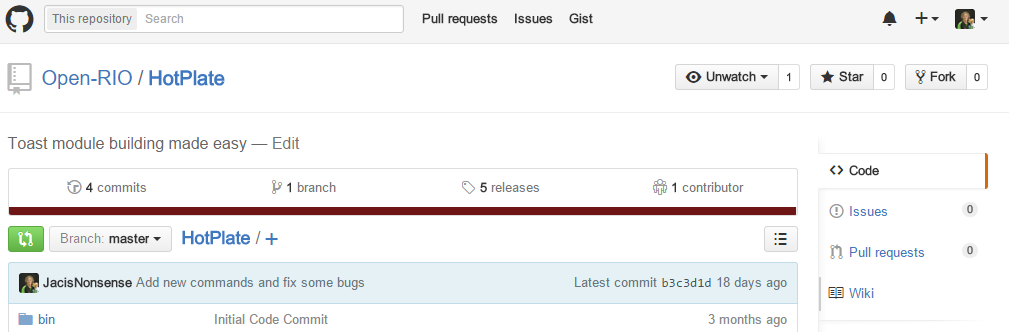 This repository Search Pull requests Issues Gist
Open-RIO / HotPlate Unwatch 1 Star 0 Fork 0
Toast module building made easy — Edit
4 commits 1 branch 5 releases 1 contributor
Code
Issues 0
Pull requests 0
Wiki
Branch: master HotPlate / +
JacisNonsense Add new commands and fix some bugs Latest commit b3c3d1d 18 days ago
bin Initial Code Commit 3 months ago